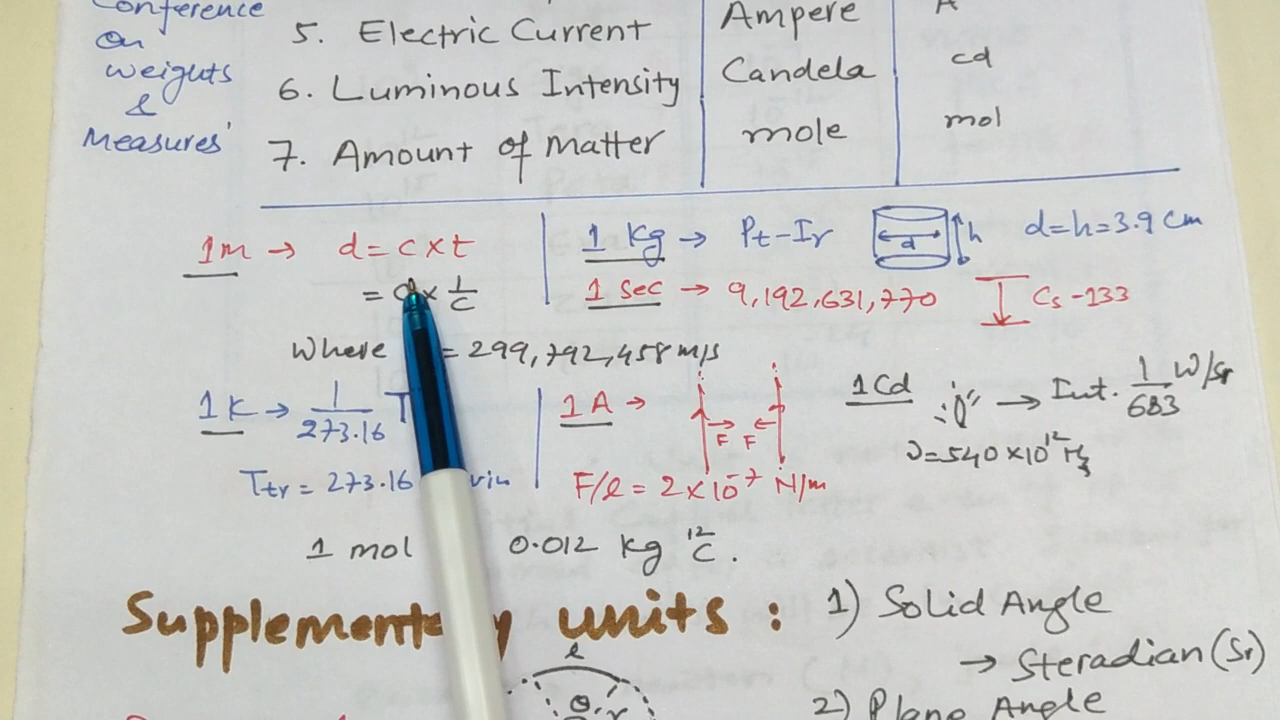 Conference
On
Weights
&
Measures'
5. Electric Current Ampere A
6. Luminous Intensity Candela cd
7. Amount of Matter mole mol
1m → d = c × t
= × 1/c
Where = 299,792,458 m/s
1 Kg → Pt-Ir d h d=h=3.9 cm
1 Sec → 9,192,631,770 Cs-133
1 K → 1/273.16 T
Ttr = 273.16
1 A → F F
F/l = 2×10⁻⁷ N/m
1 Cd → Int. 1/683 W/Sr
ν=540×10¹² Hz
1 mol 0.012 kg ¹²C.
Supplementary units :
1) Solid Angle
→ Steradian (Sr)
2) Plane Angle
l
θ r